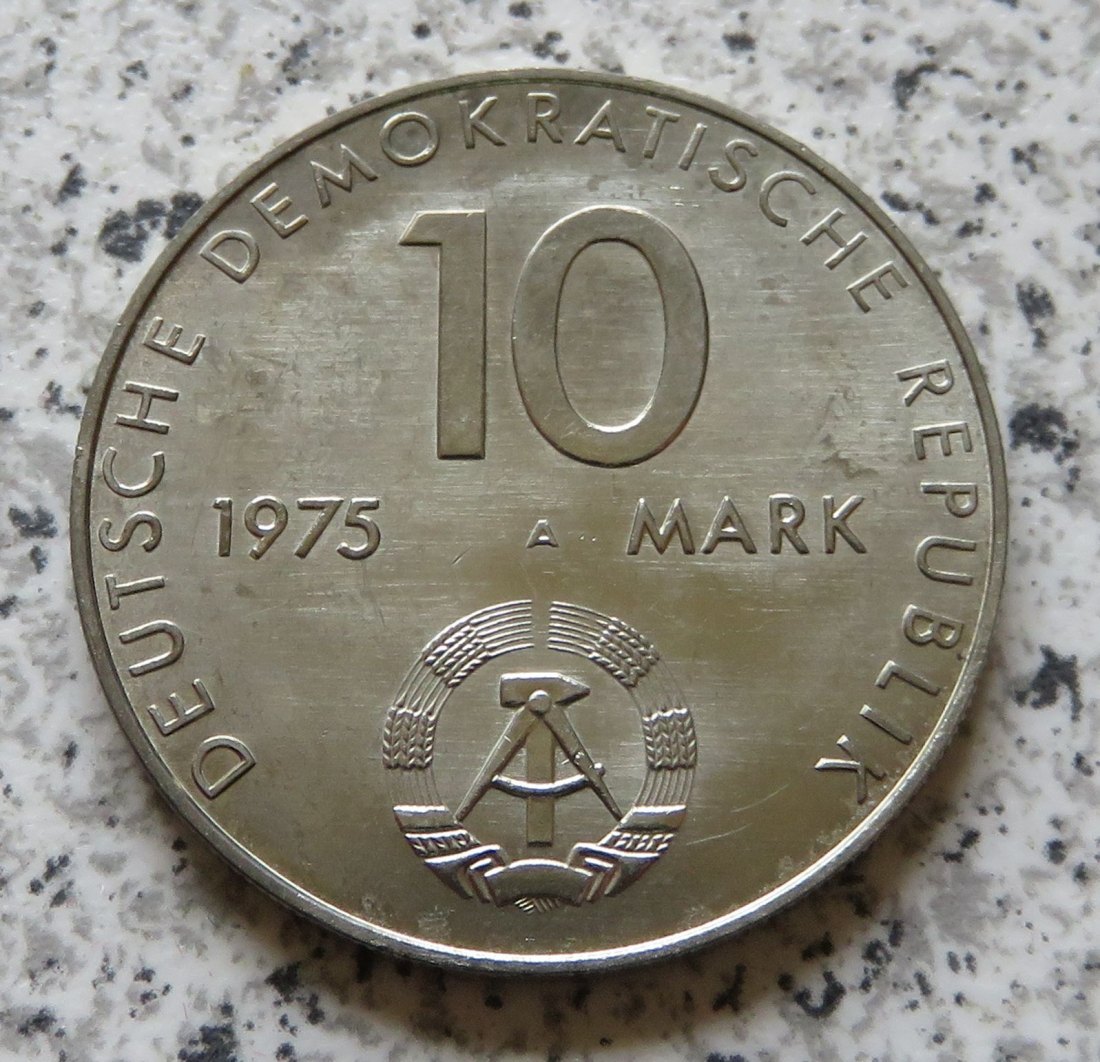 DEUTSCHE DEMOKRATISCHE REPUBLIK
10
1975 A MARK